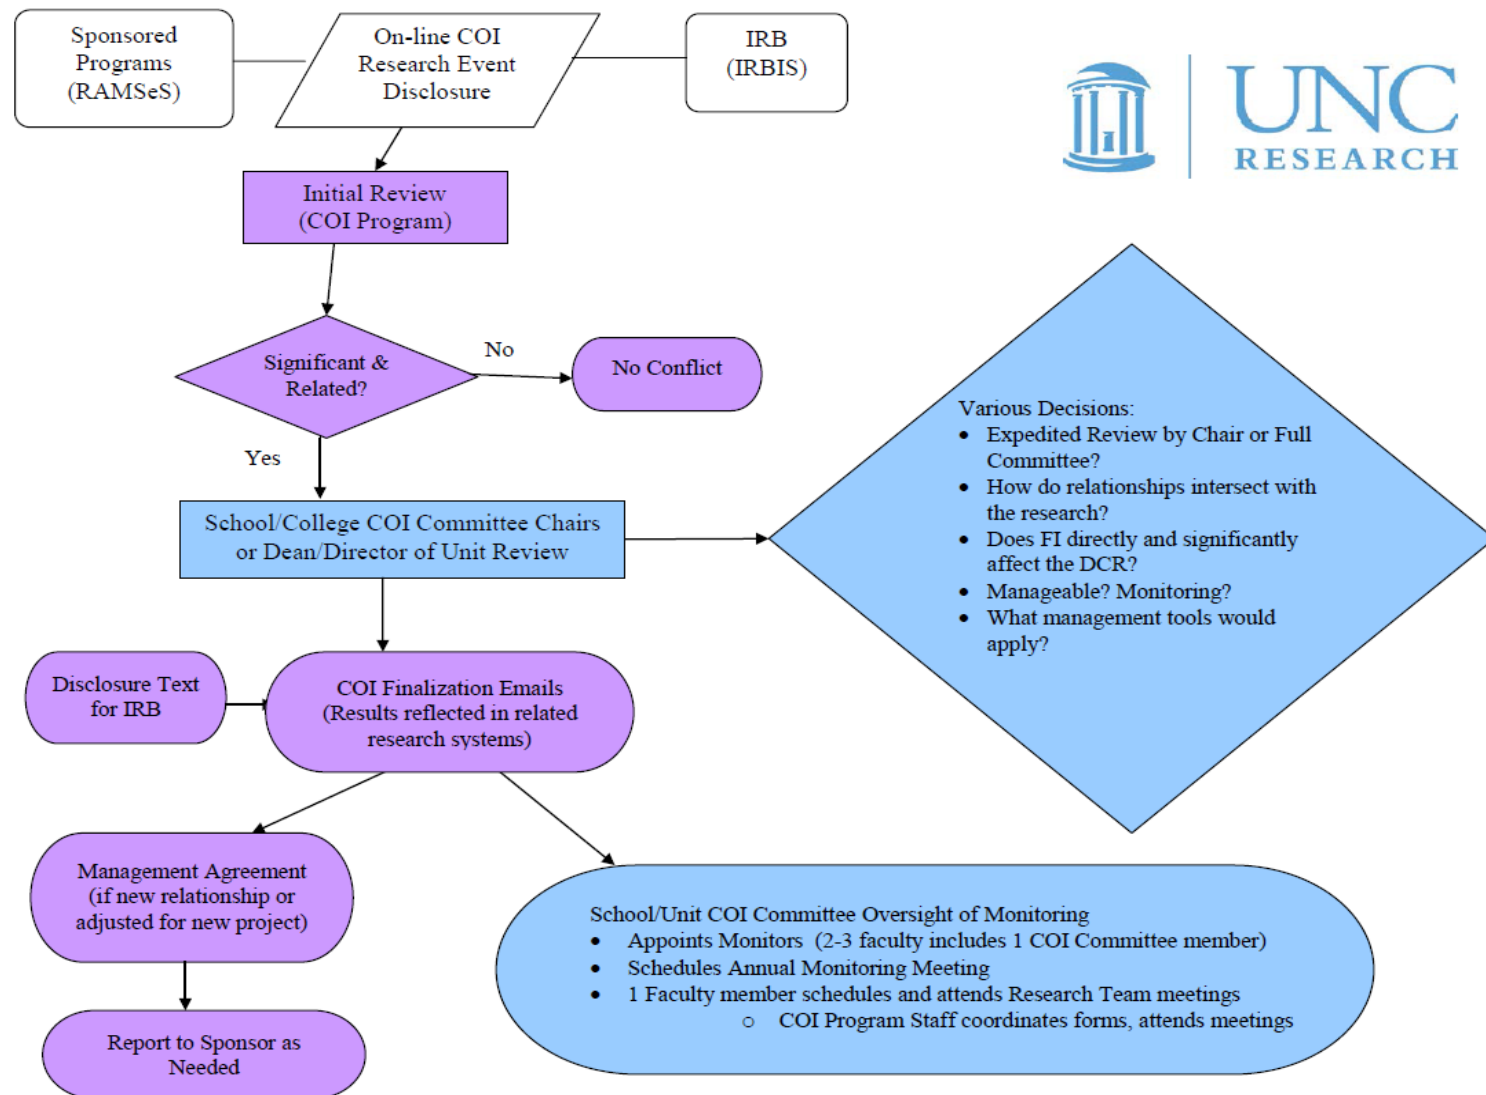 Sponsored
Programs
(RAMSeS)
On-line COI
Research Event
Disclosure
IRB
(IRBIS)
UNC
RESEARCH
Initial Review
(COI Program)
Significant &
Related?
No
No Conflict
Yes
School/College COI Committee Chairs
or Dean/Director of Unit Review
Various Decisions:
• Expedited Review by Chair or Full
Committee?
• How do relationships intersect with
the research?
• Does FI directly and significantly
affect the DCR?
• Manageable? Monitoring?
• What management tools would
apply?
Disclosure Text
for IRB
COI Finalization Emails
(Results reflected in related
research systems)
Management Agreement
(if new relationship or
adjusted for new project)
School/Unit COI Committee Oversight of Monitoring
• Appoints Monitors (2-3 faculty includes 1 COI Committee member)
• Schedules Annual Monitoring Meeting
• 1 Faculty member schedules and attends Research Team meetings
o COI Program Staff coordinates forms, attends meetings
Report to Sponsor as
Needed